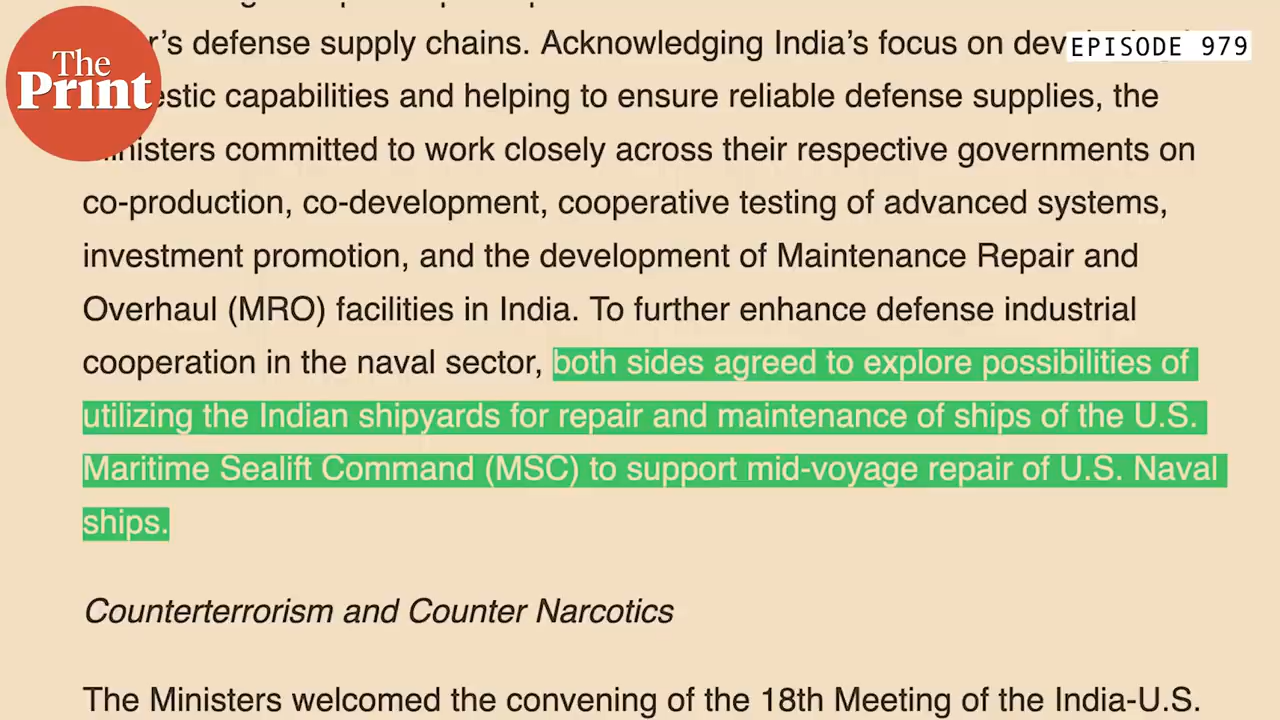 The
Print
EPISODE 979
's defense supply chains. Acknowledging India's focus on
capabilities and helping to ensure reliable defense supplies, the
committed to work closely across their respective governments on
co-production, co-development, cooperative testing of advanced systems,
investment promotion, and the development of Maintenance Repair and
Overhaul (MRO) facilities in India. To further enhance defense industrial
cooperation in the naval sector, both sides agreed to explore possibilities of
utilizing the Indian shipyards for repair and maintenance of ships of the U.S.
Maritime Sealift Command (MSC) to support mid-voyage repair of U.S. Naval
ships.
Counterterrorism and Counter Narcotics
The Ministers welcomed the convening of the 18th Meeting of the India-U.S.